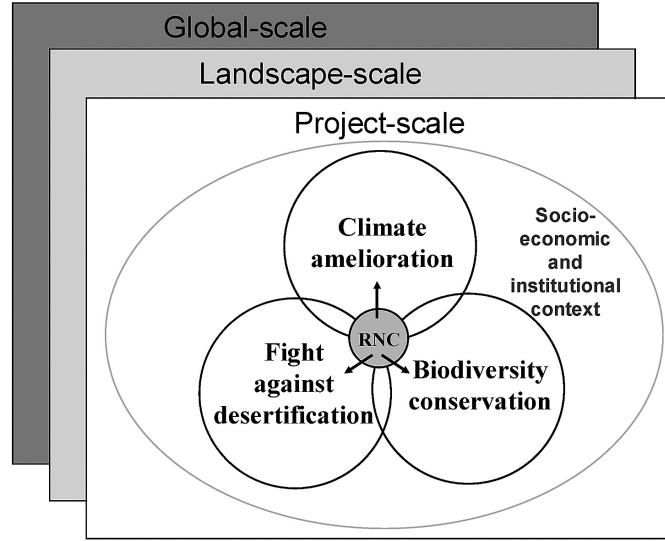 Global-scale
Landscape-scale
Project-scale
Climate
amelioration
Socio-
economic
and
institutional
context
RNC
Fight
against
desertification
Biodiversity
conservation